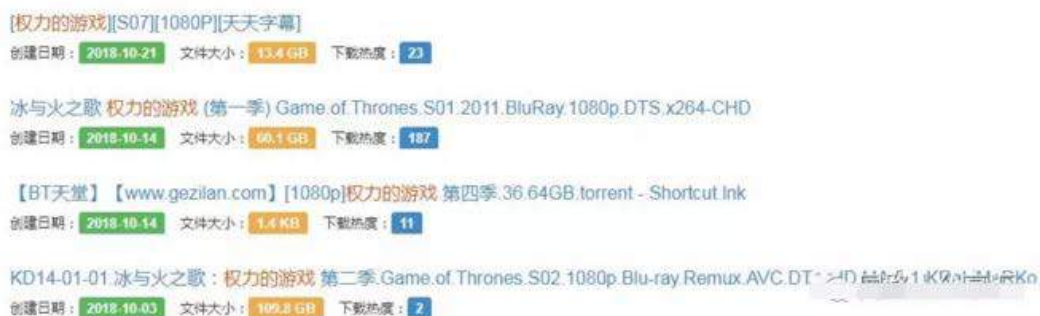 [权力的游戏][S07][1080P][天天字幕]
创建日期： 2018-10-21 文件大小： 13.4 GB 下载热度： 23
冰与火之歌 权力的游戏 (第一季) Game.of.Thrones.S01.2011.BluRay.1080p.DTS.x264-CHD
创建日期： 2018-10-14 文件大小： 60.1 GB 下载热度： 187
【BT天堂】【www.gezilan.com】[1080p]权力的游戏 第四季.36.64GB.torrent - Shortcut.lnk
创建日期： 2018-10-14 文件大小： 1.4 KB 下载热度： 11
KD14-01-01.冰与火之歌：权力的游戏 第二季.Game.of.Thrones.S02.1080p.Blu-ray.Remux.AVC.
创建日期： 2018-10-03 文件大小： 109.8 GB 下载热度： 2